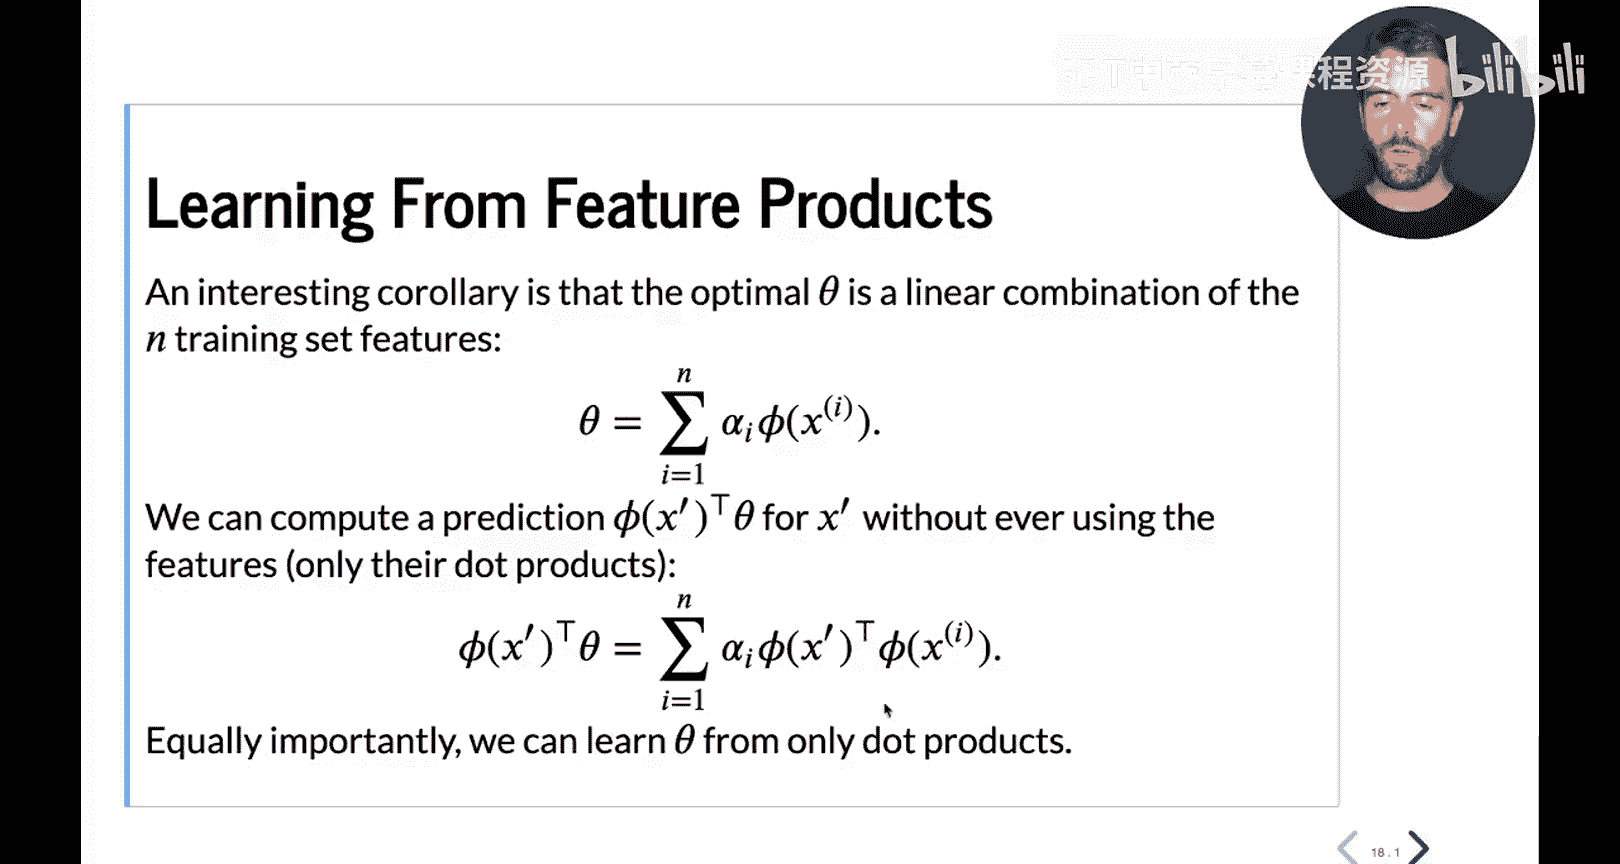 课程资源 bilibili
Learning From Feature Products
An interesting corollary is that the optimal θ is a linear combination of the
n training set features:
θ = ∑_{i=1}^{n} α_i ϕ(x^{(i)}).
We can compute a prediction ϕ(x′)^⊤ θ for x′ without ever using the
features (only their dot products):
ϕ(x′)^⊤ θ = ∑_{i=1}^{n} α_i ϕ(x′)^⊤ ϕ(x^{(i)}).
Equally importantly, we can learn θ from only dot products.
18.1